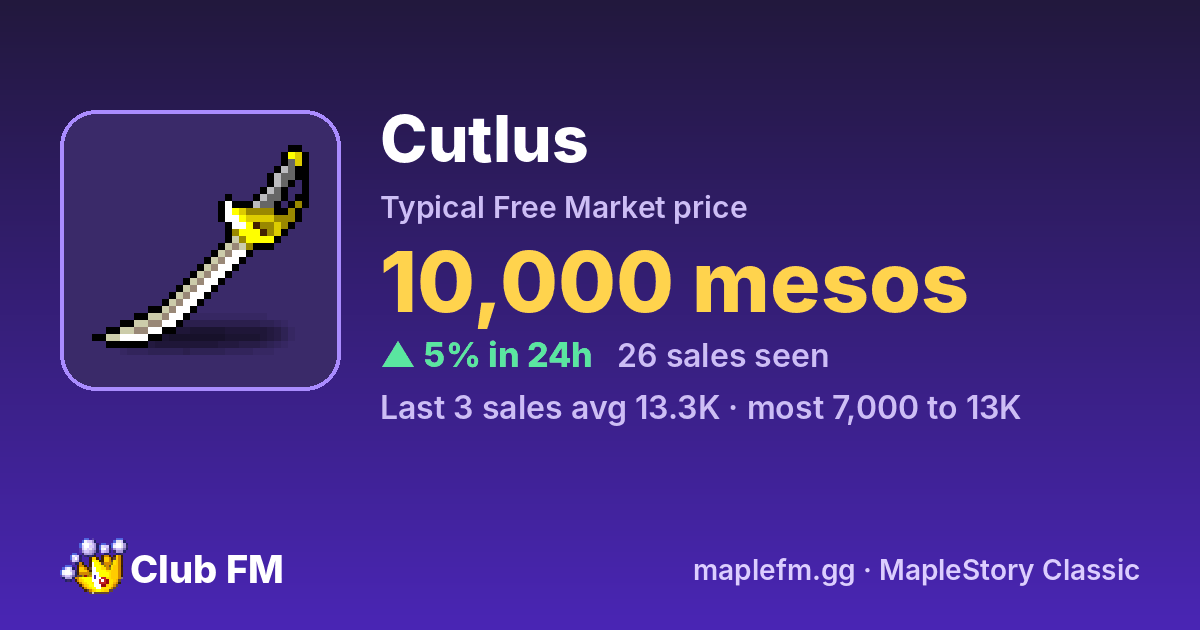 Cutlus
Typical Free Market price
10,000 mesos
▲ 5% in 24h 26 sales seen
Last 3 sales avg 13.3K · most 7,000 to 13K
Club FM
maplefm.gg · MapleStory Classic